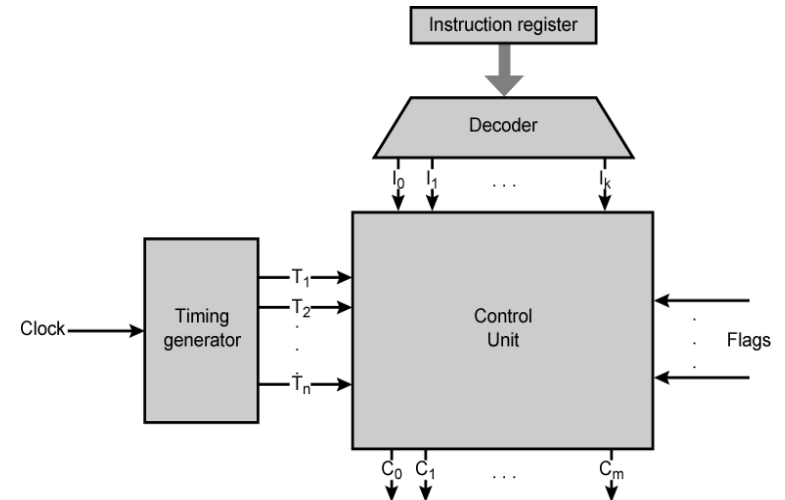 Instruction register
Decoder
I₀ I₁ . . . Iₖ
Clock
Timing
generator
T₁
T₂
.
.
Tₙ
Control
Unit
.
.
.
Flags
C₀ C₁ . . . Cₘ